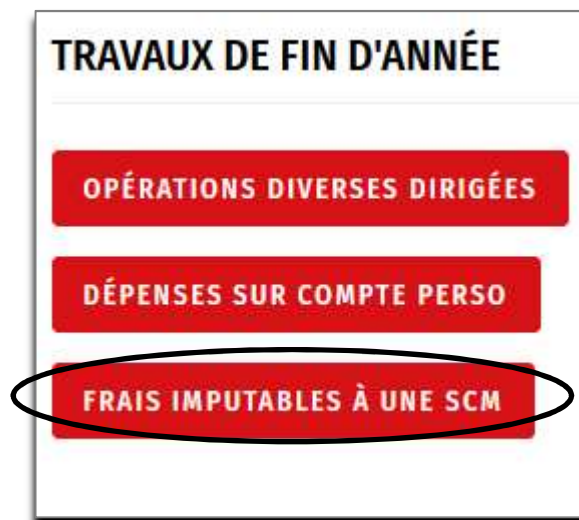 TRAVAUX DE FIN D'ANNÉE
OPÉRATIONS DIVERSES DIRIGÉES
DÉPENSES SUR COMPTE PERSO
FRAIS IMPUTABLES À UNE SCM